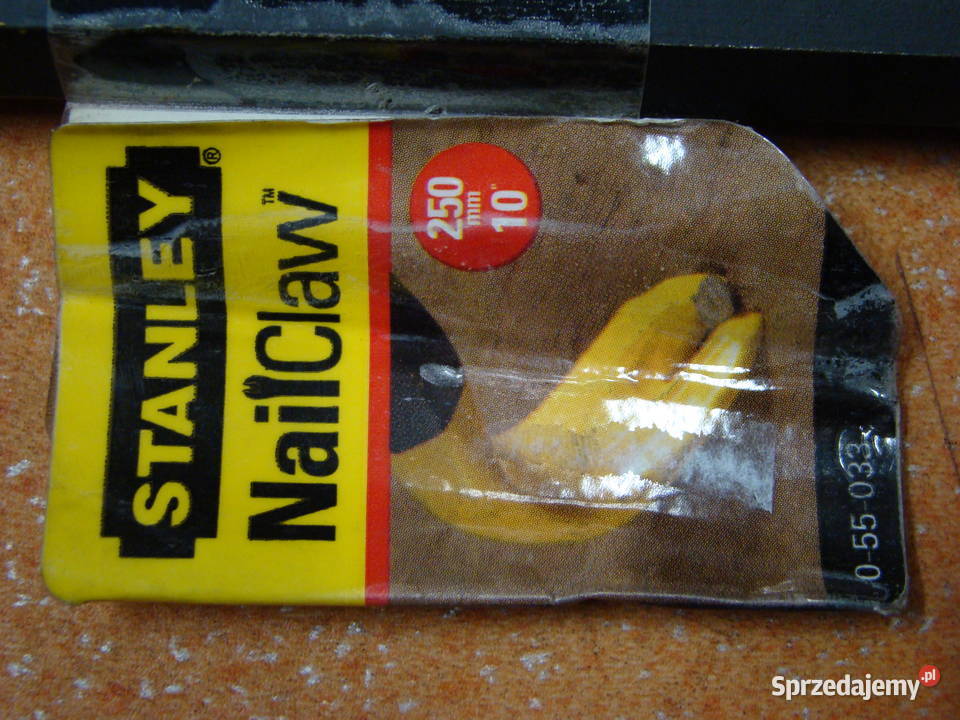 STANLEY®
NailClaw™
250
mm
10"
0-55-033
Sprzedajemy.pl